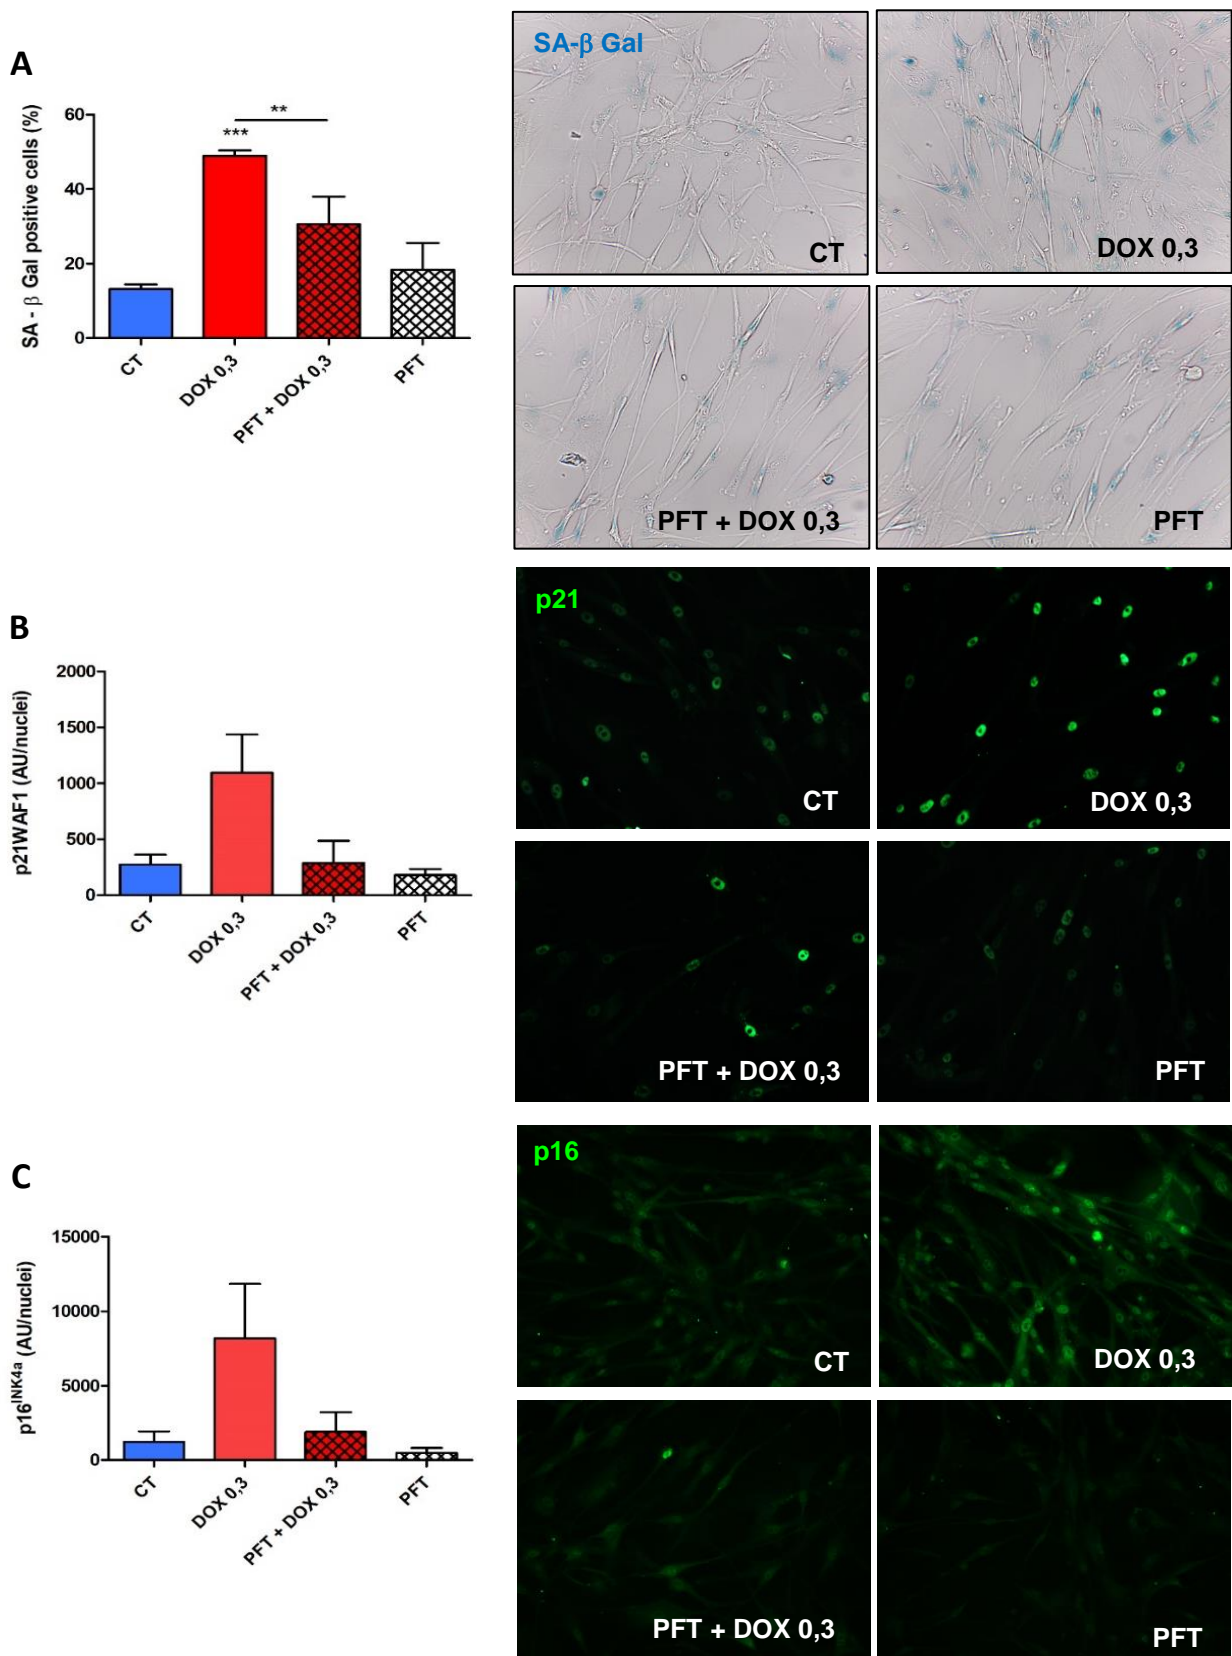 A
SA - β Gal positive cells (%)
60
40
20
0
***
**
CT
DOX 0,3
PFT + DOX 0,3
PFT
SA-β Gal
CT
DOX 0,3
PFT + DOX 0,3
PFT
B
p21WAF1 (AU/nuclei)
2000
1500
1000
500
0
CT
DOX 0,3
PFT + DOX 0,3
PFT
p21
CT
DOX 0,3
PFT + DOX 0,3
PFT
C
p16^INK4a (AU/nuclei)
15000
10000
5000
0
CT
DOX 0,3
PFT + DOX 0,3
PFT
p16
CT
DOX 0,3
PFT + DOX 0,3
PFT